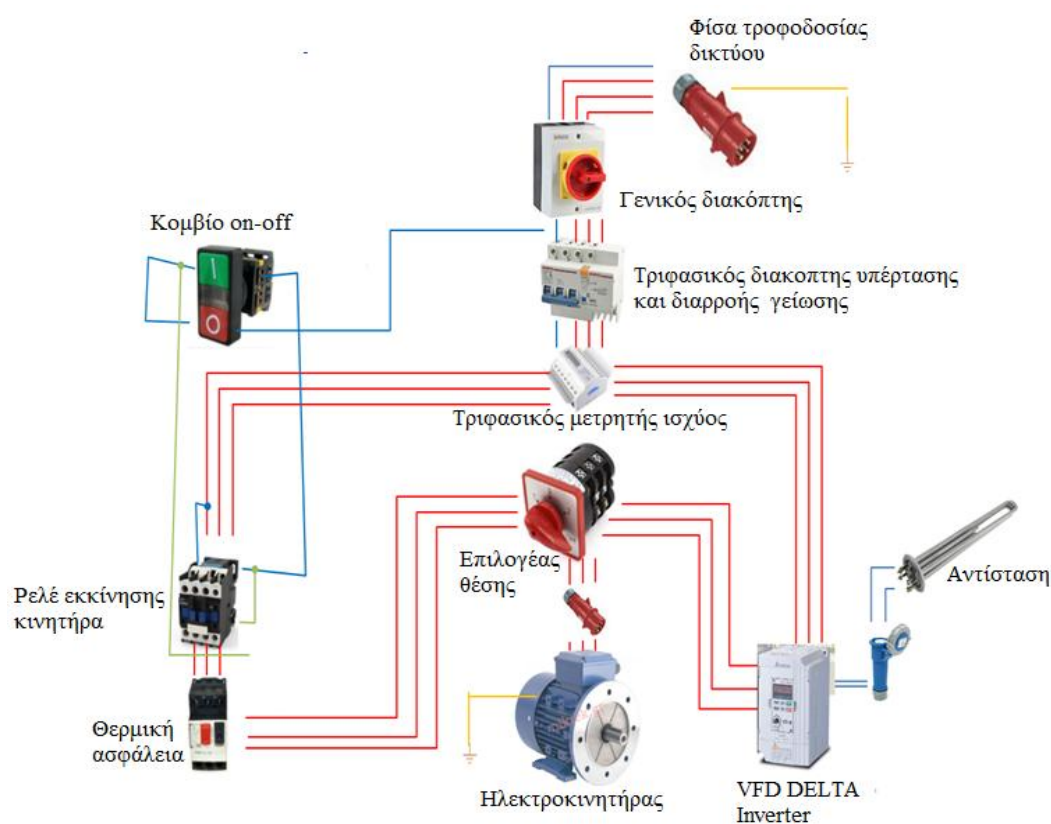 Φίσα τροφοδοσίας
δικτύου
Γενικός διακόπτης
Κομβίο on-off
Τριφασικός διακοπτης υπέρτασης
και διαρροής γείωσης
Τριφασικός μετρητής ισχύος
Επιλογέας
θέσης
Αντίσταση
Ρελέ εκκίνησης
κινητήρα
Θερμική
ασφάλεια
Ηλεκτροκινητήρας
VFD DELTA
Inverter